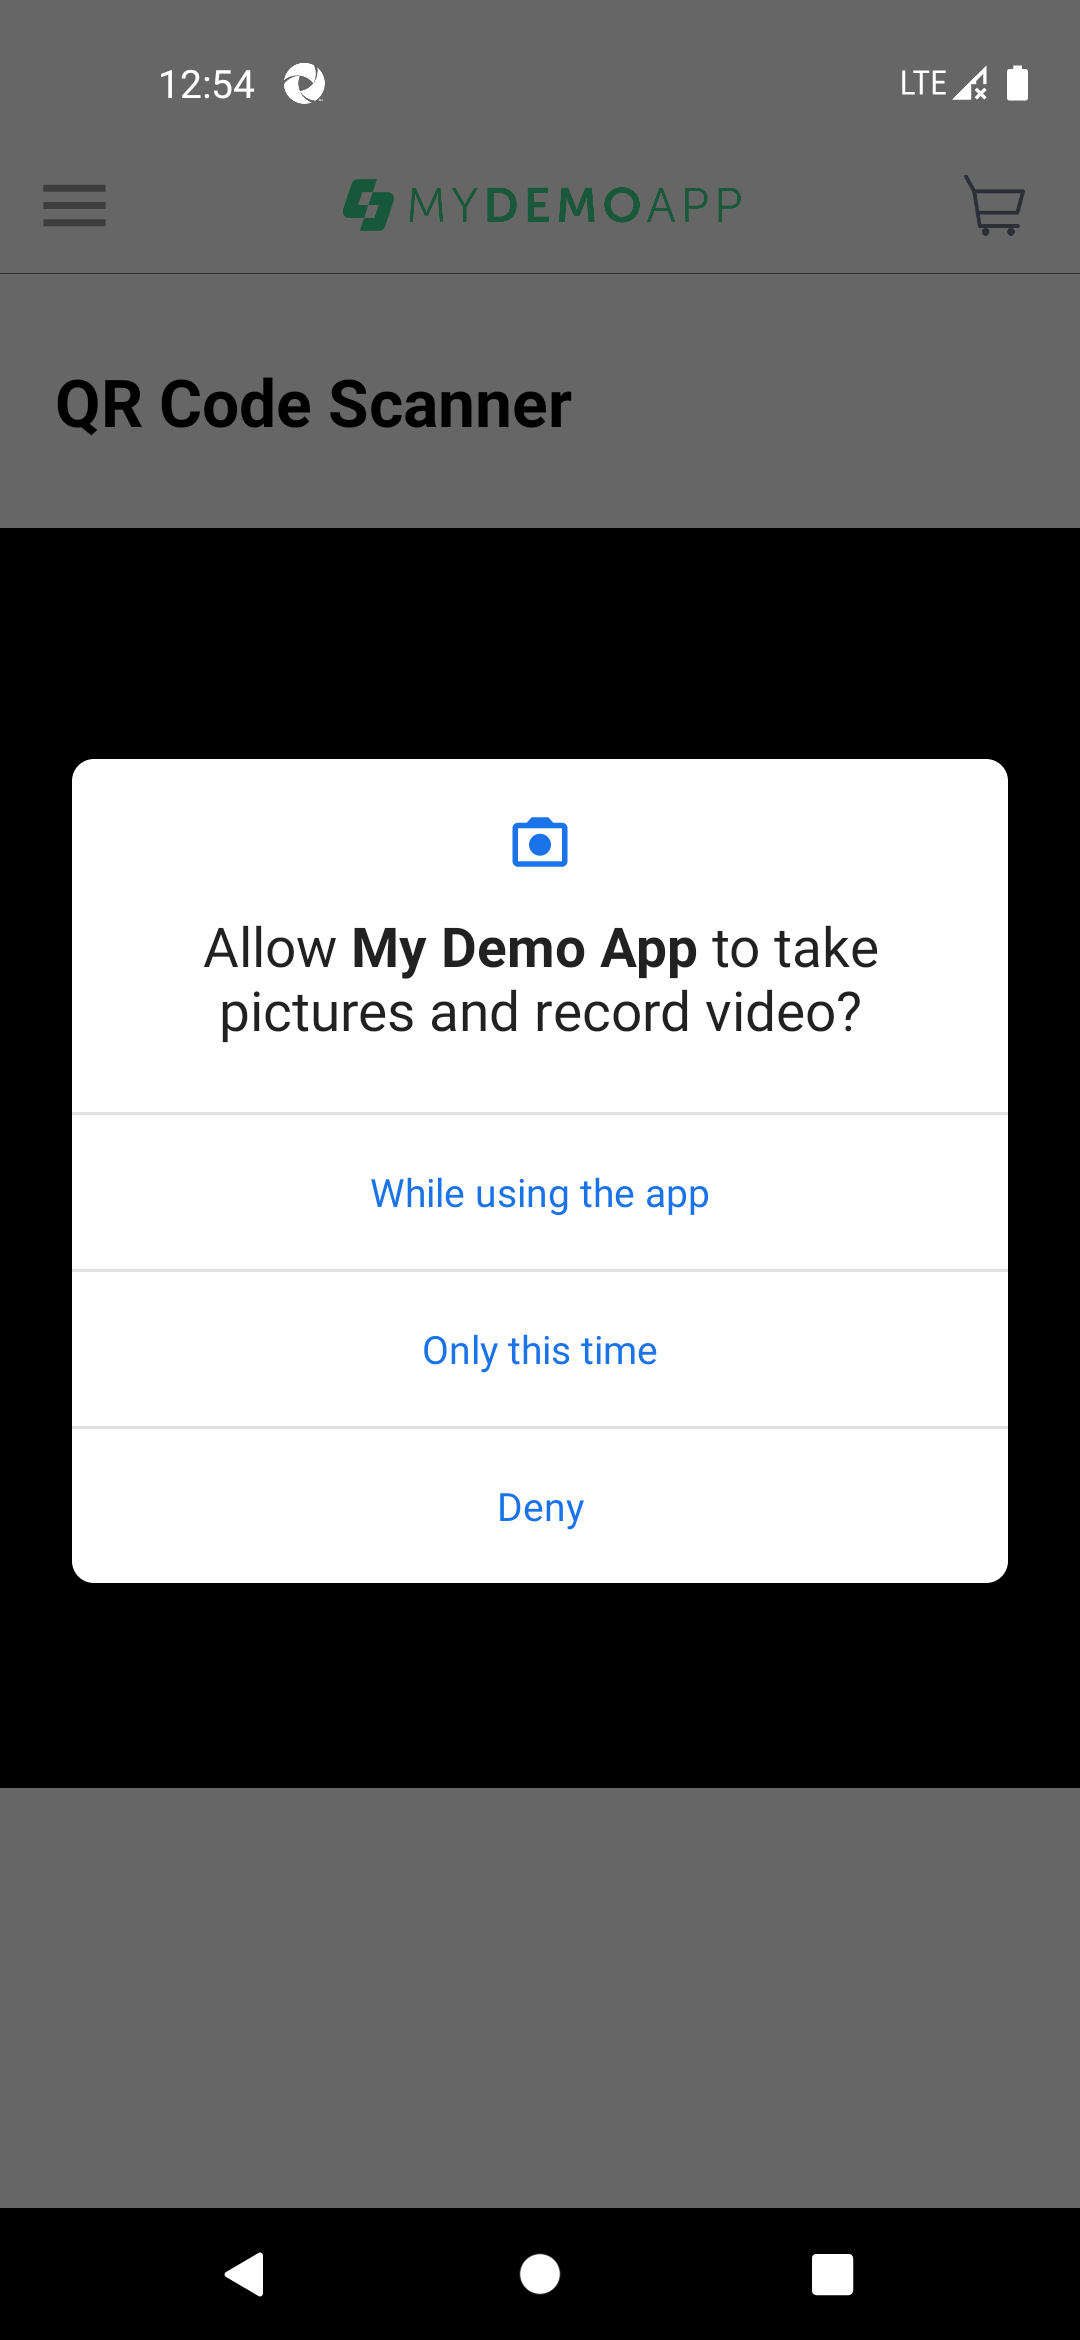 12:54 LTE
MYDEMOAPP
QR Code Scanner
Allow My Demo App to take
pictures and record video?
While using the app
Only this time
Deny